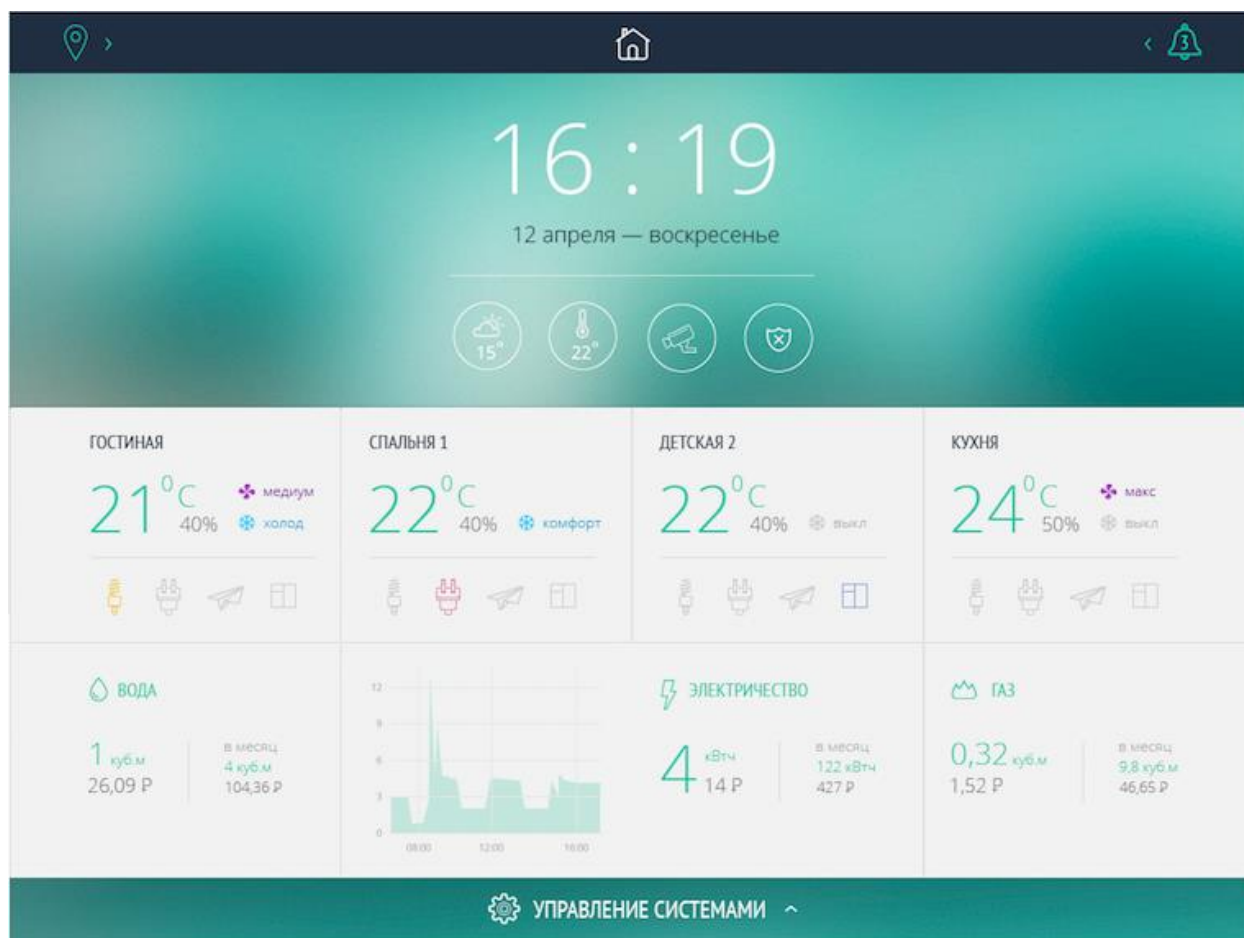 3
16 : 19
12 апреля — воскресенье
15°
22°
ГОСТИНАЯ
21°C
40%
медиум
холод
СПАЛЬНЯ 1
22°C
40%
комфорт
ДЕТСКАЯ 2
22°C
40%
выкл
КУХНЯ
24°C
50%
макс
выкл
ВОДА
1 куб.м
26,09 Р
в месяц
4 куб.м
104,36 Р
12
9
6
3
0
08:00 12:00 16:00
ЭЛЕКТРИЧЕСТВО
4 кВтч
14 Р
в месяц
122 кВтч
427 Р
ГАЗ
0,32 куб.м
1,52 Р
в месяц
9,8 куб.м
46,65 Р
УПРАВЛЕНИЕ СИСТЕМАМИ